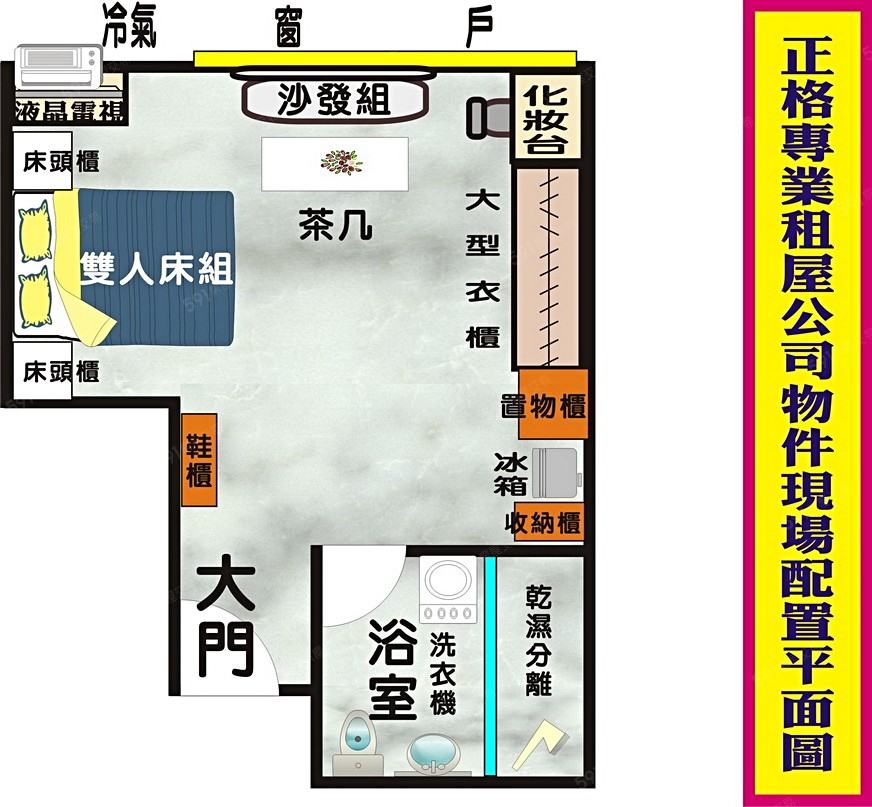 冷氣
窗
戶
液晶電視
沙發組
化妝台
床頭櫃
茶几
大型衣櫃
雙人床組
床頭櫃
置物櫃
鞋櫃
冰箱
收納櫃
大門
浴室
洗衣機
乾濕分離
正格專業租屋公司物件現場配置平面圖